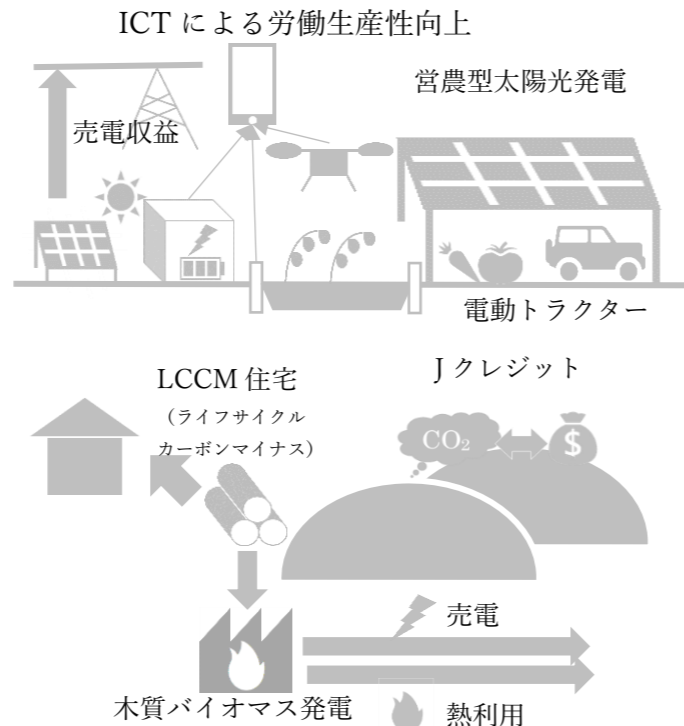 ICT による労働生産性向上
営農型太陽光発電
売電収益
電動トラクター
J クレジット
LCCM 住宅
（ライフサイクル
カーボンマイナス）
CO₂
$
売電
木質バイオマス発電
熱利用